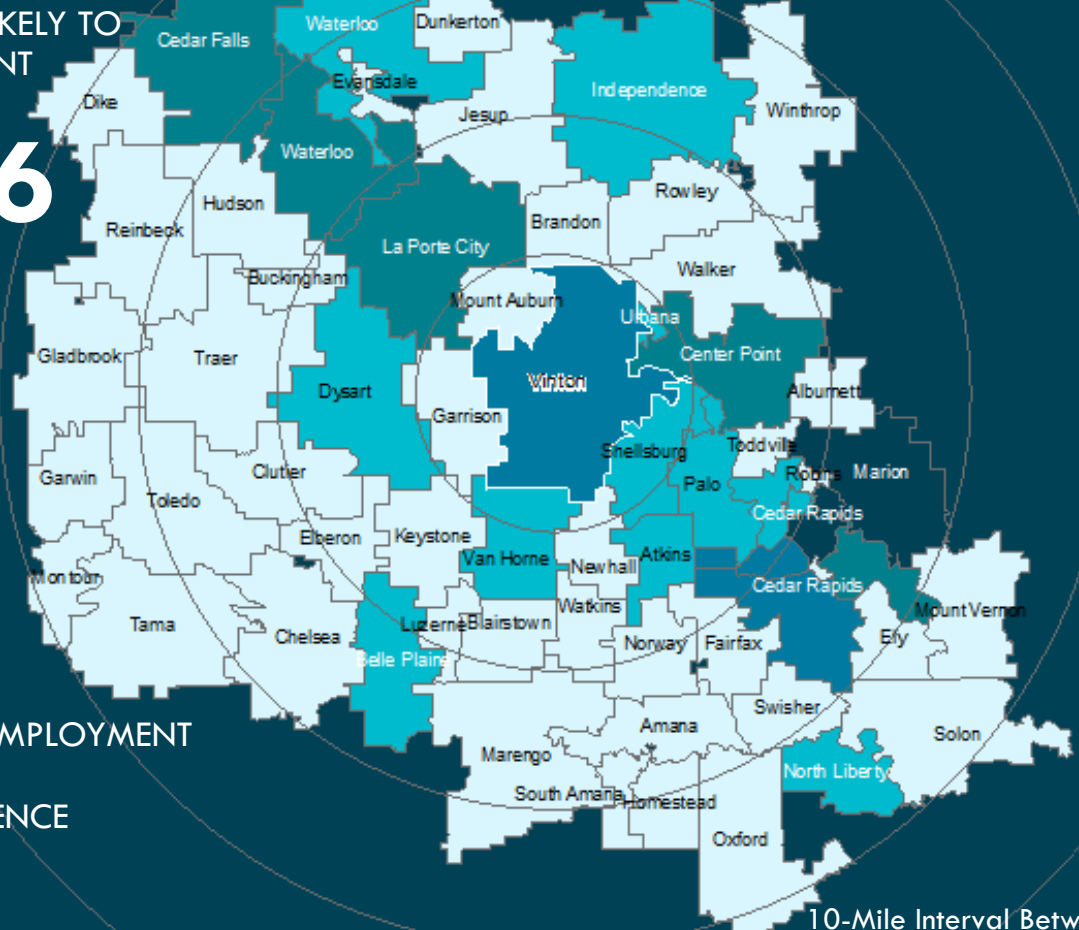 KELY TO
NT
6
Waterloo
Dunkerton
Cedar Falls
Evansdale
Dike
Independence
Jesup
Winthrop
Waterloo
Rowley
Hudson
Brandon
Reinbeck
La Porte City
Walker
Buckingham
Mount Auburn
Urbana
Gladbrook
Traer
Center Point
Vinton
Dysart
Alburnett
Garrison
Toddville
Shellsburg
Clutier
Robins
Marion
Garwin
Palo
Toledo
Cedar Rapids
Elberon
Keystone
Van Horne
Atkins
Newhall
Montour
Cedar Rapids
Watkins
Mount Vernon
Tama
Luzerne
Blairstown
Chelsea
Norway
Fairfax
Ely
Belle Plaine
Swisher
Amana
MPLOYMENT
Solon
Marengo
North Liberty
South Amana
Homestead
ENCE
Oxford
10-Mile Interval Betw